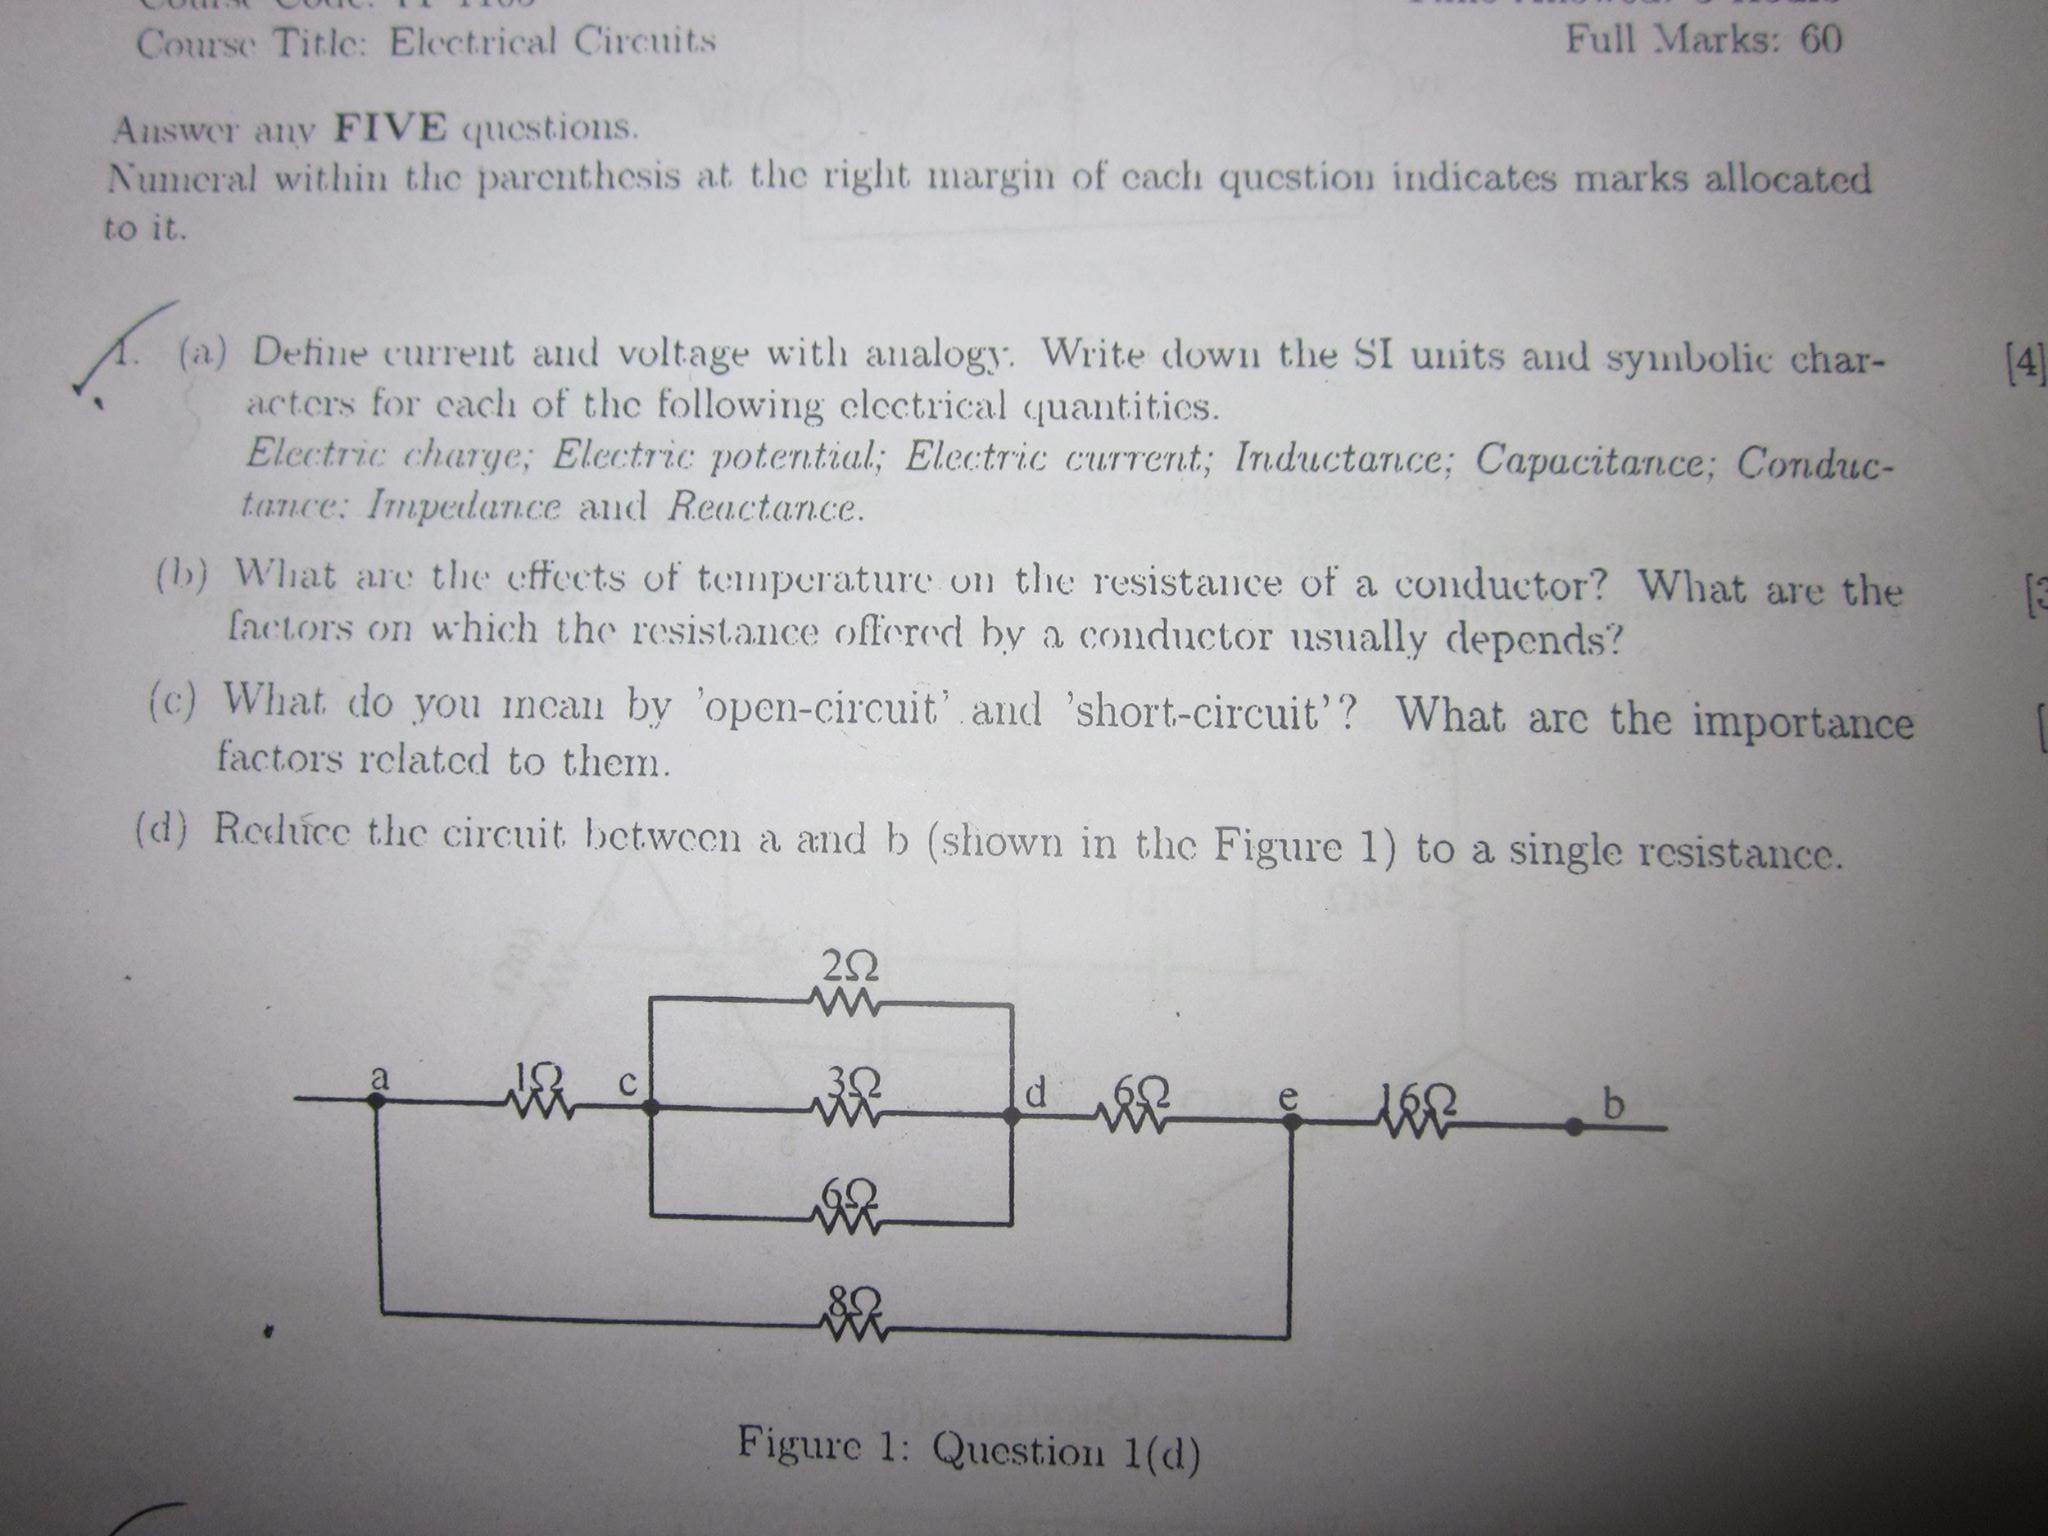 Course Title: Electrical Circuits
Full Marks: 60
Answer any FIVE questions.
Numeral within the parenthesis at the right margin of each question indicates marks allocated
to it.
1. (a) Define current and voltage with analogy. Write down the SI units and symbolic char- [4]
acters for each of the following electrical quantities.
Electric charge; Electric potential; Electric current; Inductance; Capacitance; Conduc-
tance; Impedance and Reactance.
(b) What are the effects of temperature on the resistance of a conductor? What are the [3
factors on which the resistance offered by a conductor usually depends?
(c) What do you mean by 'open-circuit' and 'short-circuit'? What are the importance [
factors related to them.
(d) Reduce the circuit between a and b (shown in the Figure 1) to a single resistance.
2Ω
a 1Ω c 3Ω d 6Ω e 16Ω b
6Ω
8Ω
Figure 1: Question 1(d)